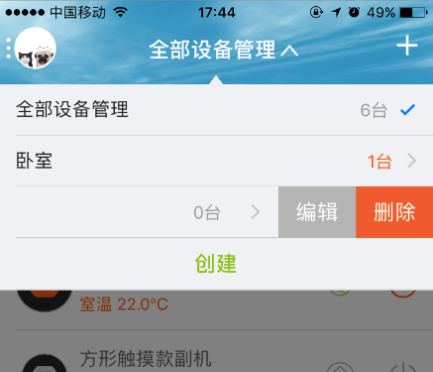 中国移动 17:44 49%
全部设备管理
全部设备管理 6台
卧室 1台
0台 编辑 删除
创建
室温 22.0℃
方形触摸款副机